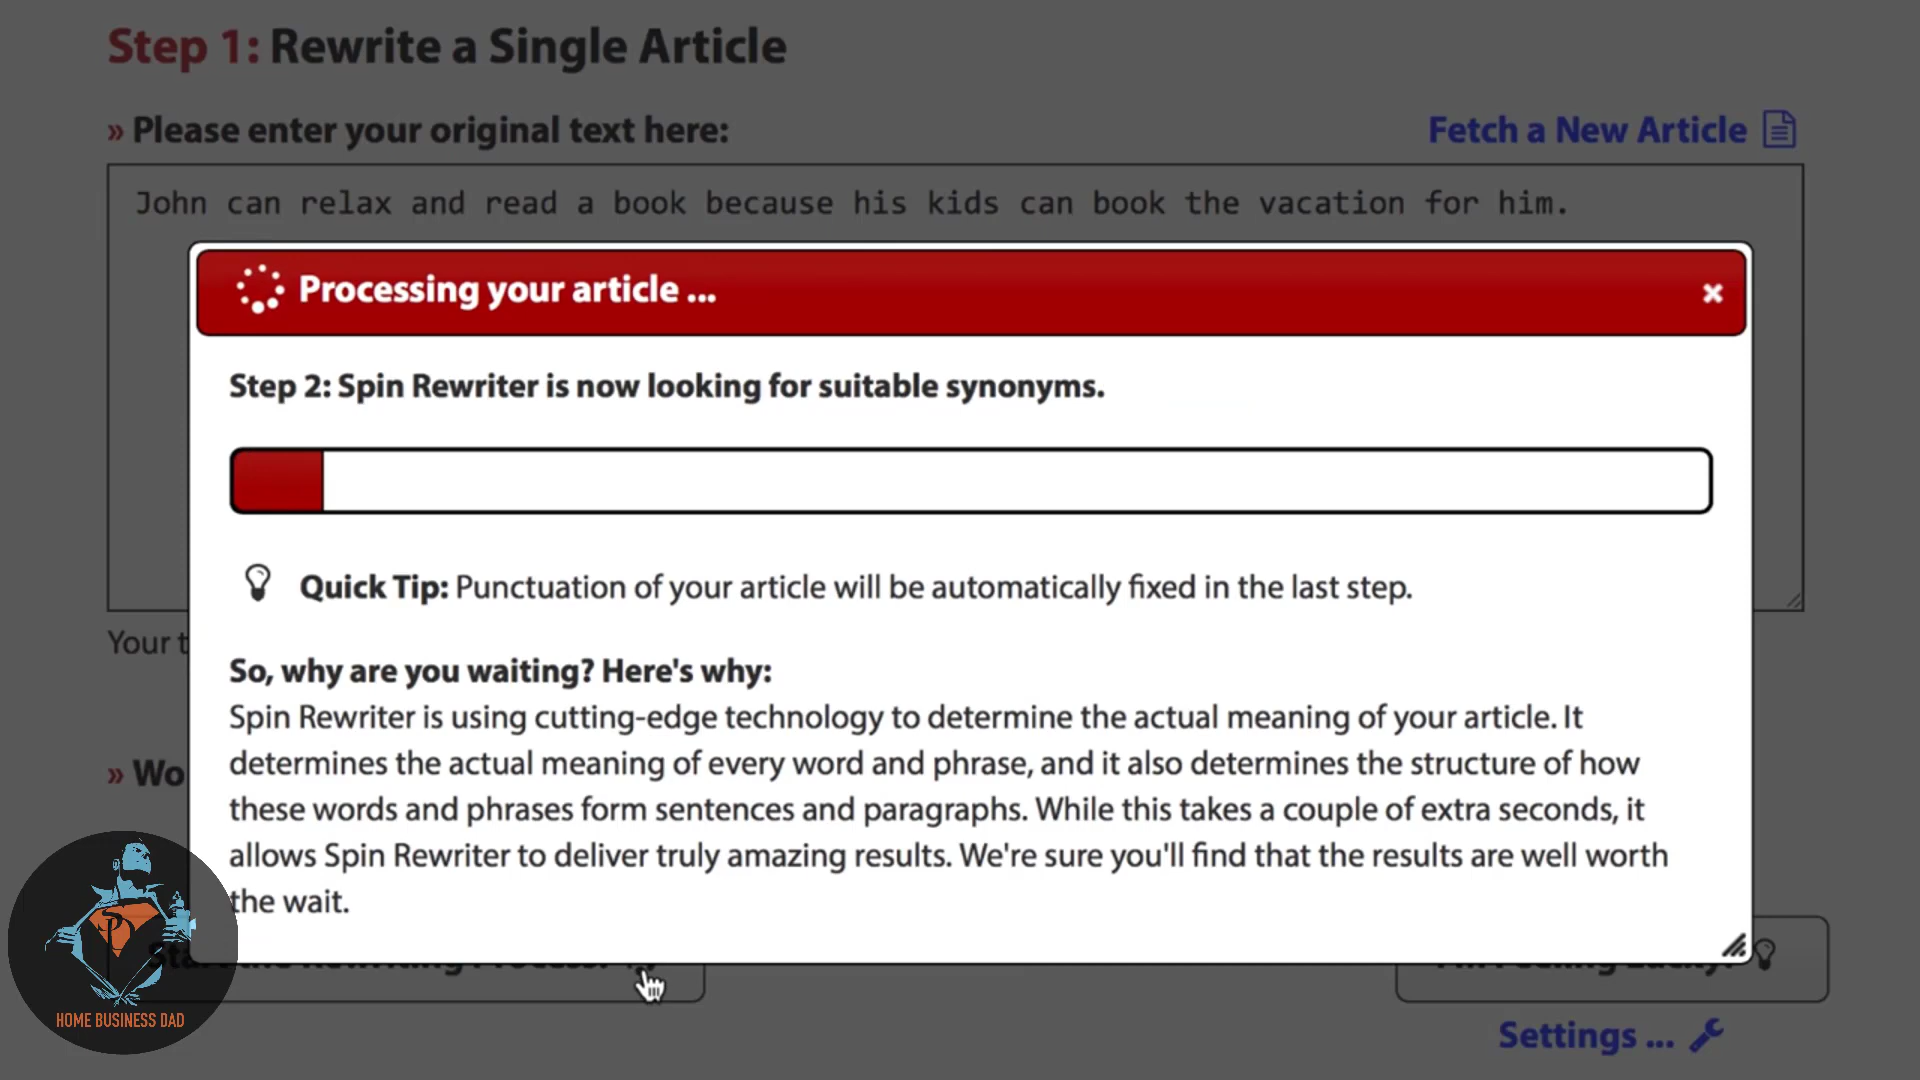 Step 1: Rewrite a Single Article
» Please enter your original text here:
Fetch a New Article
John can relax and read a book because his kids can book the vacation for him.
Processing your article ...
Step 2: Spin Rewriter is now looking for suitable synonyms.
Quick Tip: Punctuation of your article will be automatically fixed in the last step.
Your t
So, why are you waiting? Here's why:
Spin Rewriter is using cutting-edge technology to determine the actual meaning of your article. It
determines the actual meaning of every word and phrase, and it also determines the structure of how
these words and phrases form sentences and paragraphs. While this takes a couple of extra seconds, it
allows Spin Rewriter to deliver truly amazing results. We're sure you'll find that the results are well worth
the wait.
» Wo
SD
HOME BUSINESS DAD
Settings ...